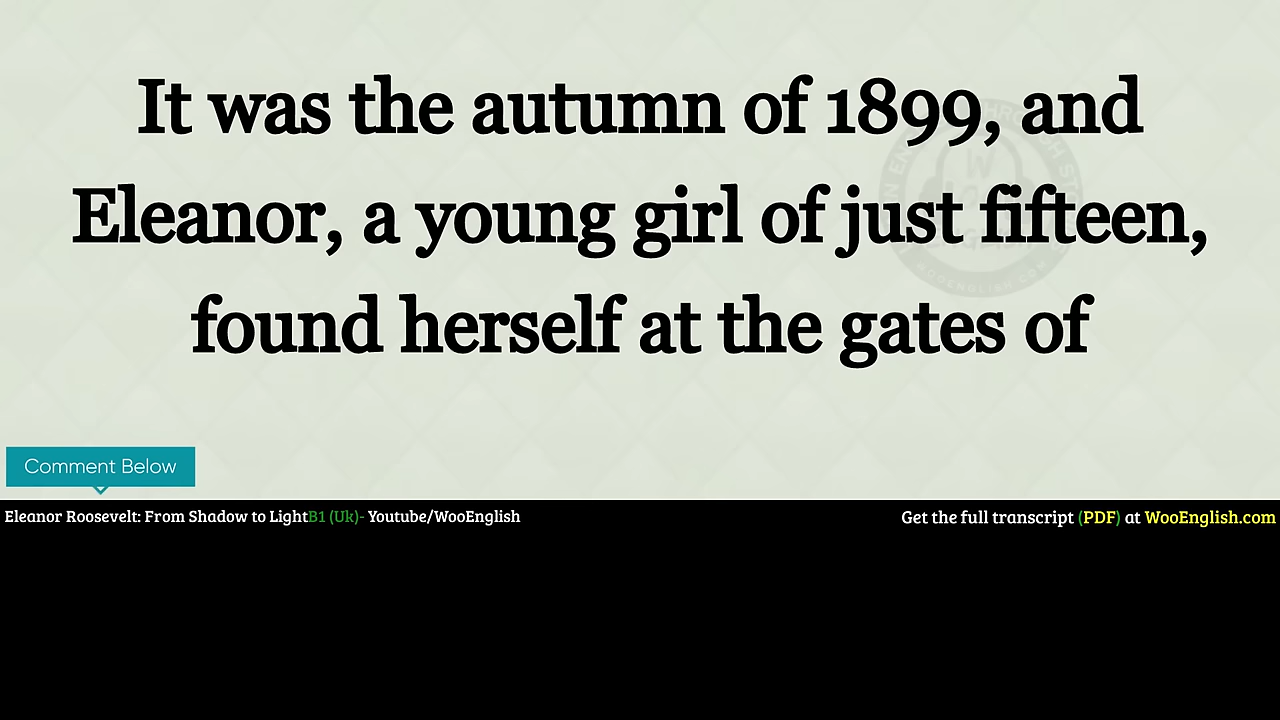 It was the autumn of 1899, and
Eleanor, a young girl of just fifteen,
found herself at the gates of
Comment Below
Eleanor Roosevelt: From Shadow to LightB1 (Uk)- Youtube/WooEnglish
Get the full transcript (PDF) at WooEnglish.com